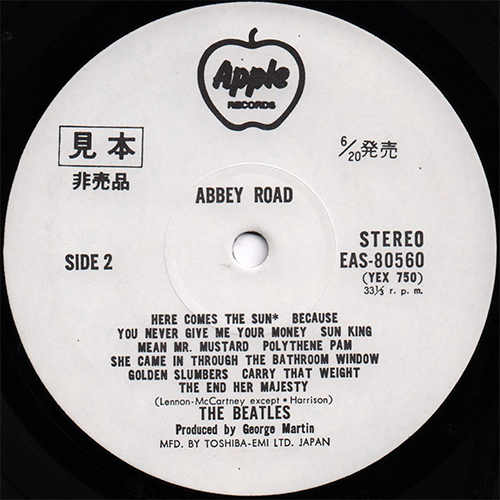 Apple
RECORDS
見本
非売品
6/20発売
ABBEY ROAD
SIDE 2
STEREO
EAS-80560
(YEX 750)
33⅓ r. p. m.
HERE COMES THE SUN* BECAUSE
YOU NEVER GIVE ME YOUR MONEY SUN KING
MEAN MR. MUSTARD POLYTHENE PAM
SHE CAME IN THROUGH THE BATHROOM WINDOW
GOLDEN SLUMBERS CARRY THAT WEIGHT
THE END HER MAJESTY
(Lennon-McCartney except • Harrison)
THE BEATLES
Produced by George Martin
MFD. BY TOSHIBA-EMI LTD. JAPAN